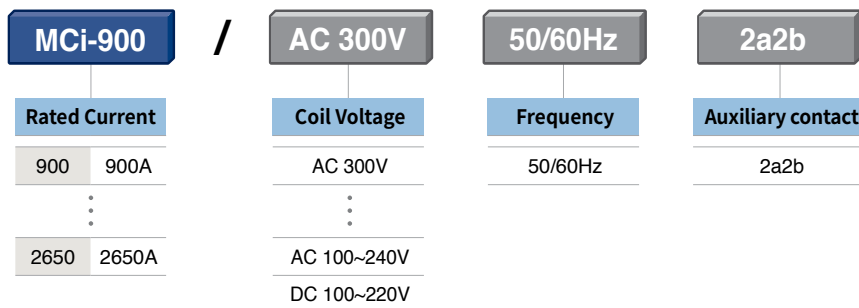 MCi-900 / AC 300V 50/60Hz 2a2b
Rated Current Coil Voltage Frequency Auxiliary contact
900 900A AC 300V 50/60Hz 2a2b
2650 2650A AC 100~240V
DC 100~220V